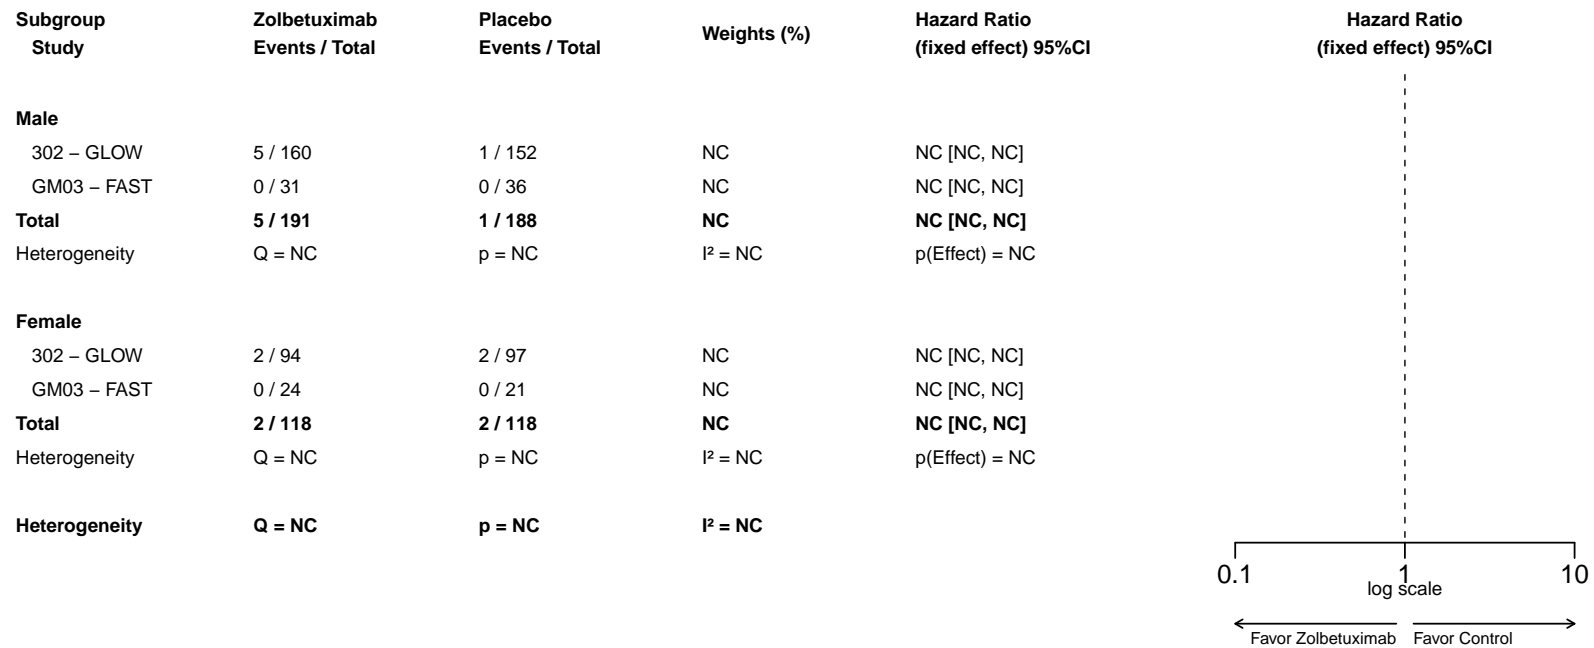 Subgroup Zolbetuximab Placebo Weights (%) Hazard Ratio Hazard Ratio
Study Events / Total Events / Total (fixed effect) 95%CI (fixed effect) 95%CI
Male
302 – GLOW 5 / 160 1 / 152 NC NC [NC, NC]
GM03 – FAST 0 / 31 0 / 36 NC NC [NC, NC]
Total 5 / 191 1 / 188 NC NC [NC, NC]
Heterogeneity Q = NC p = NC I² = NC p(Effect) = NC
Female
302 – GLOW 2 / 94 2 / 97 NC NC [NC, NC]
GM03 – FAST 0 / 24 0 / 21 NC NC [NC, NC]
Total 2 / 118 2 / 118 NC NC [NC, NC]
Heterogeneity Q = NC p = NC I² = NC p(Effect) = NC
Heterogeneity Q = NC p = NC I² = NC
0.1 1 10
log scale
Favor Zolbetuximab Favor Control